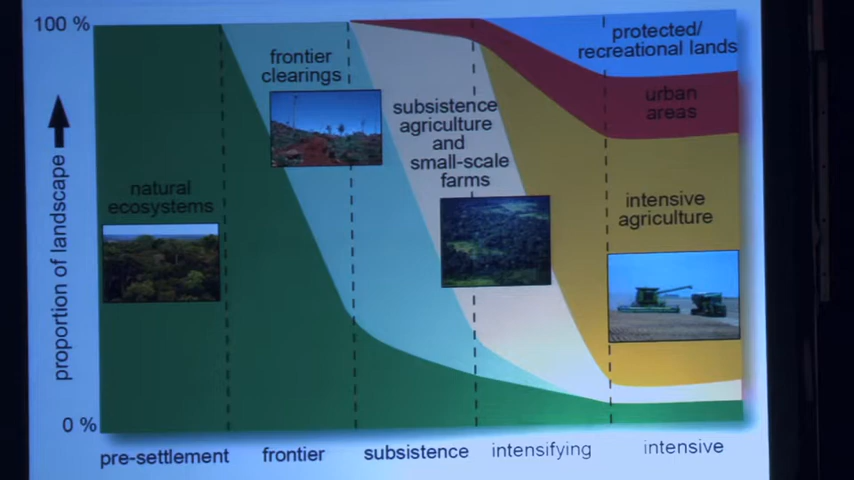 100 %
protected/
recreational lands
frontier
clearings
urban
areas
subsistence
agriculture
and
small-scale
farms
natural
ecosystems
intensive
agriculture
proportion of landscape
0 %
pre-settlement
frontier
subsistence
intensifying
intensive